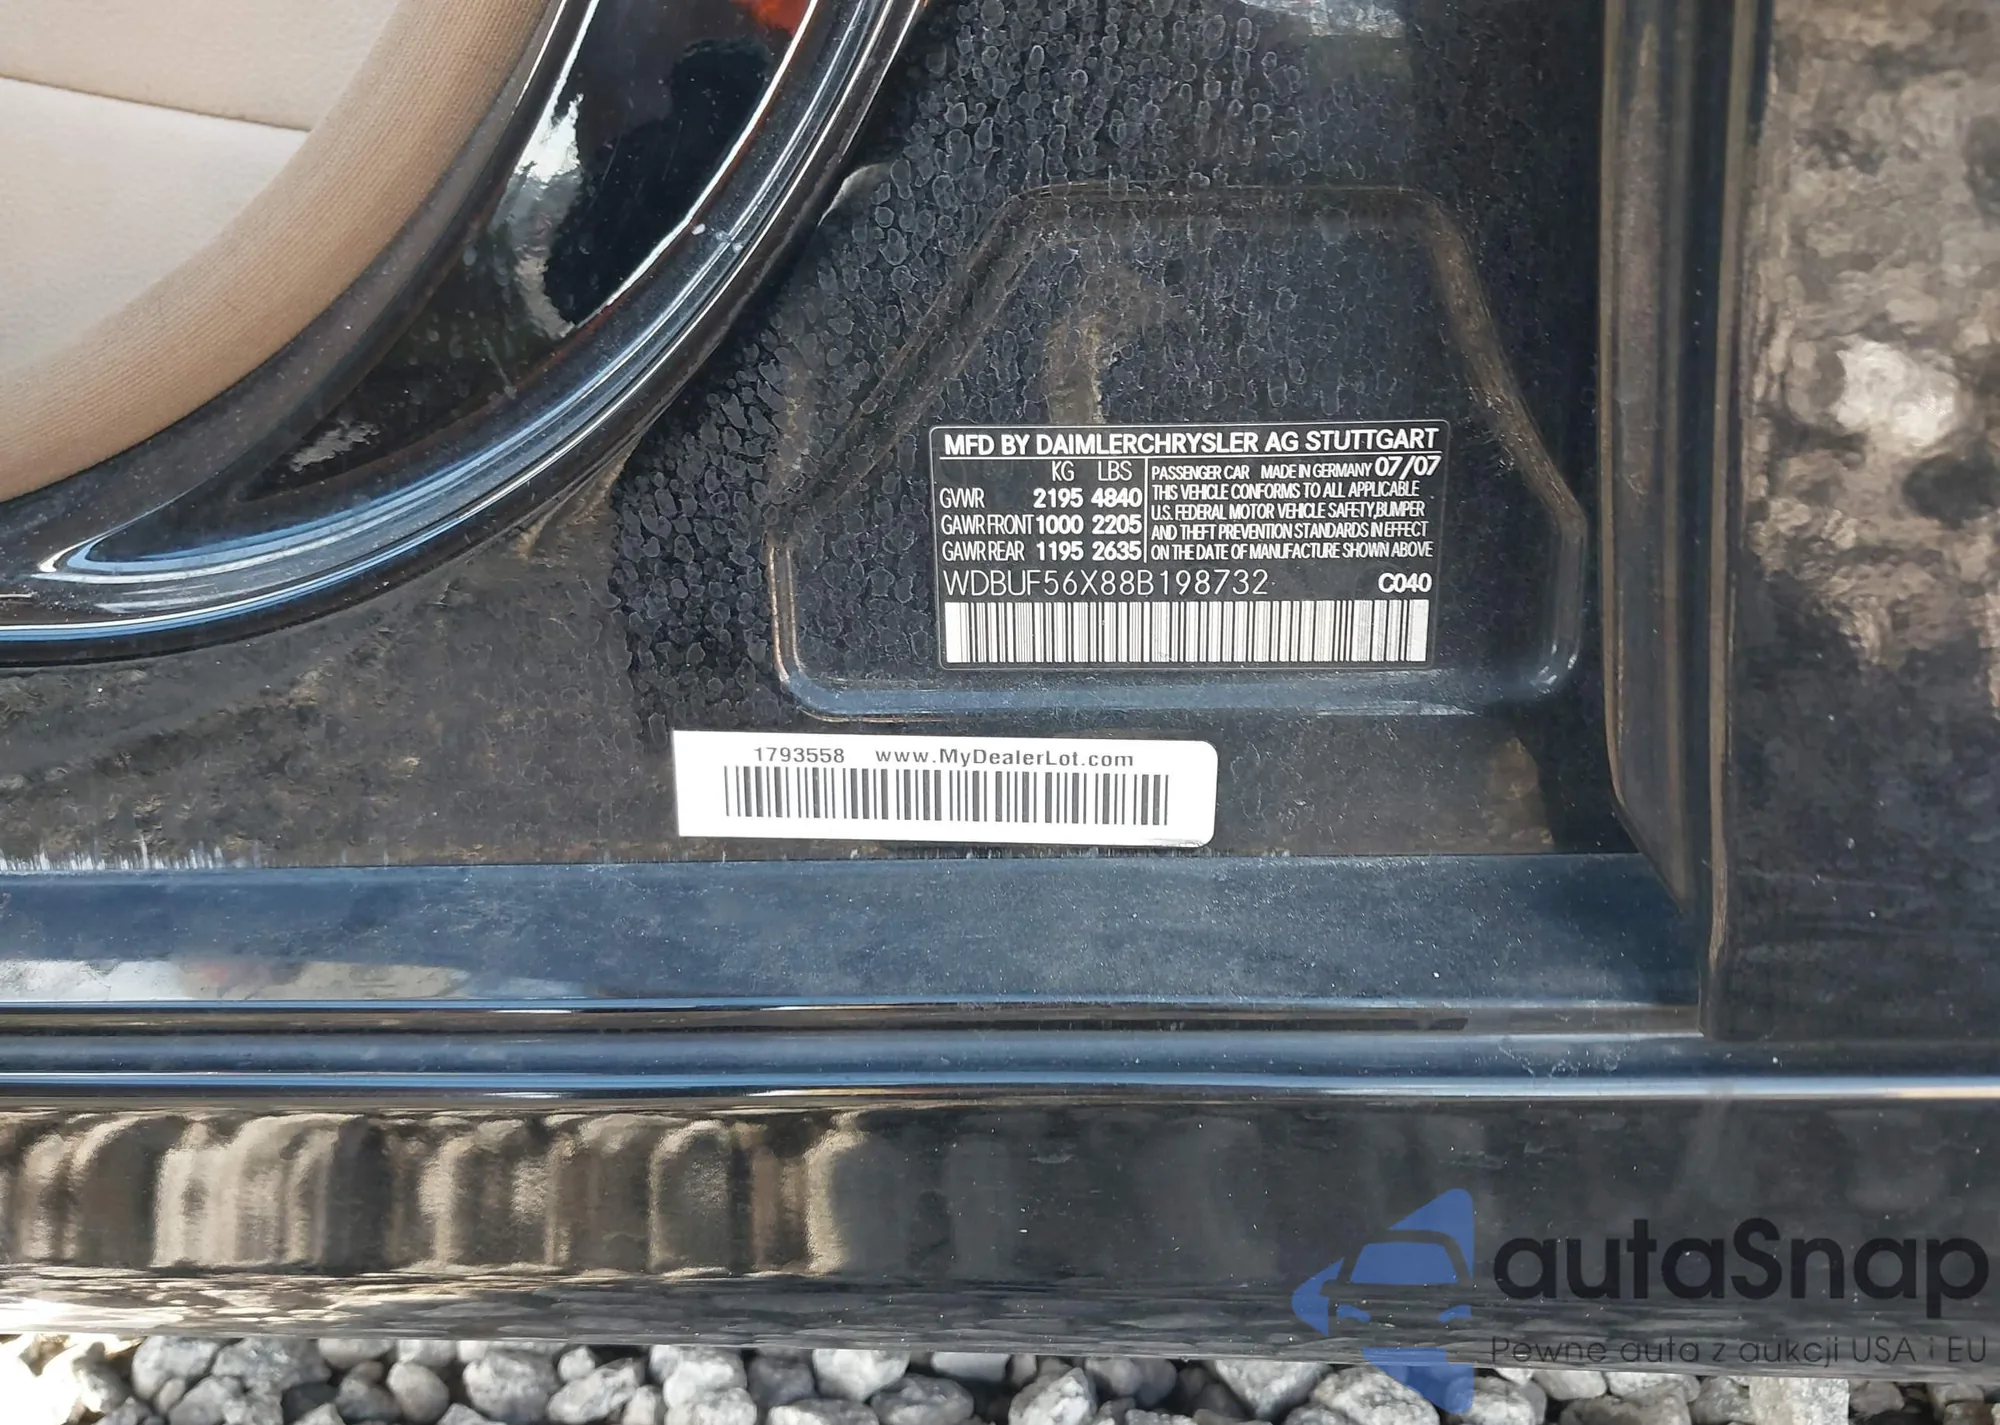 MFD BY DAIMLERCHRYSLER AG STUTTGART
KG LBS
GVWR 2195 4840
GAWR FRONT 1000 2205
GAWR REAR 1195 2635
PASSENGER CAR MADE IN GERMANY 07/07
THIS VEHICLE CONFORMS TO ALL APPLICABLE
U.S. FEDERAL MOTOR VEHICLE SAFETY,BUMPER
AND THEFT PREVENTION STANDARDS IN EFFECT
ON THE DATE OF MANUFACTURE SHOWN ABOVE
WDBUF56X88B198732 C040
1793558 www.MyDealerLot.com
autaSnap
Pewne auta z aukcji USA i EU